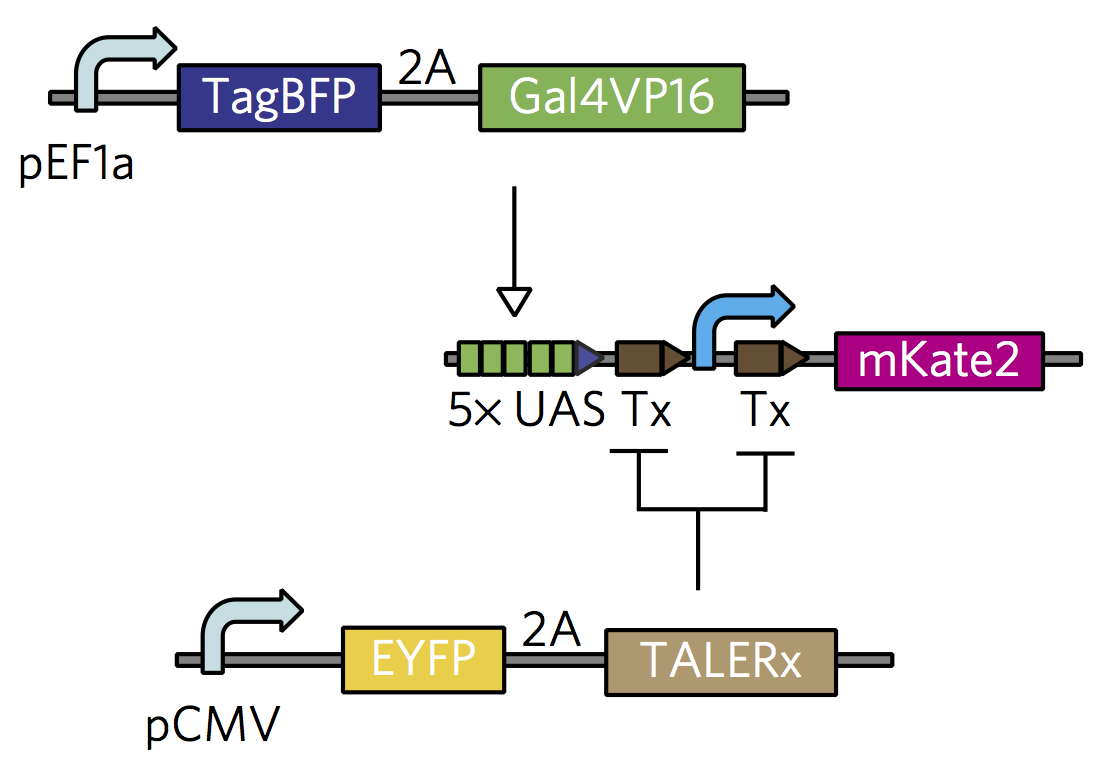 2A
TagBFP Gal4VP16
pEF1a
mKate2
5× UAS Tx Tx
2A
EYFP TALERx
pCMV